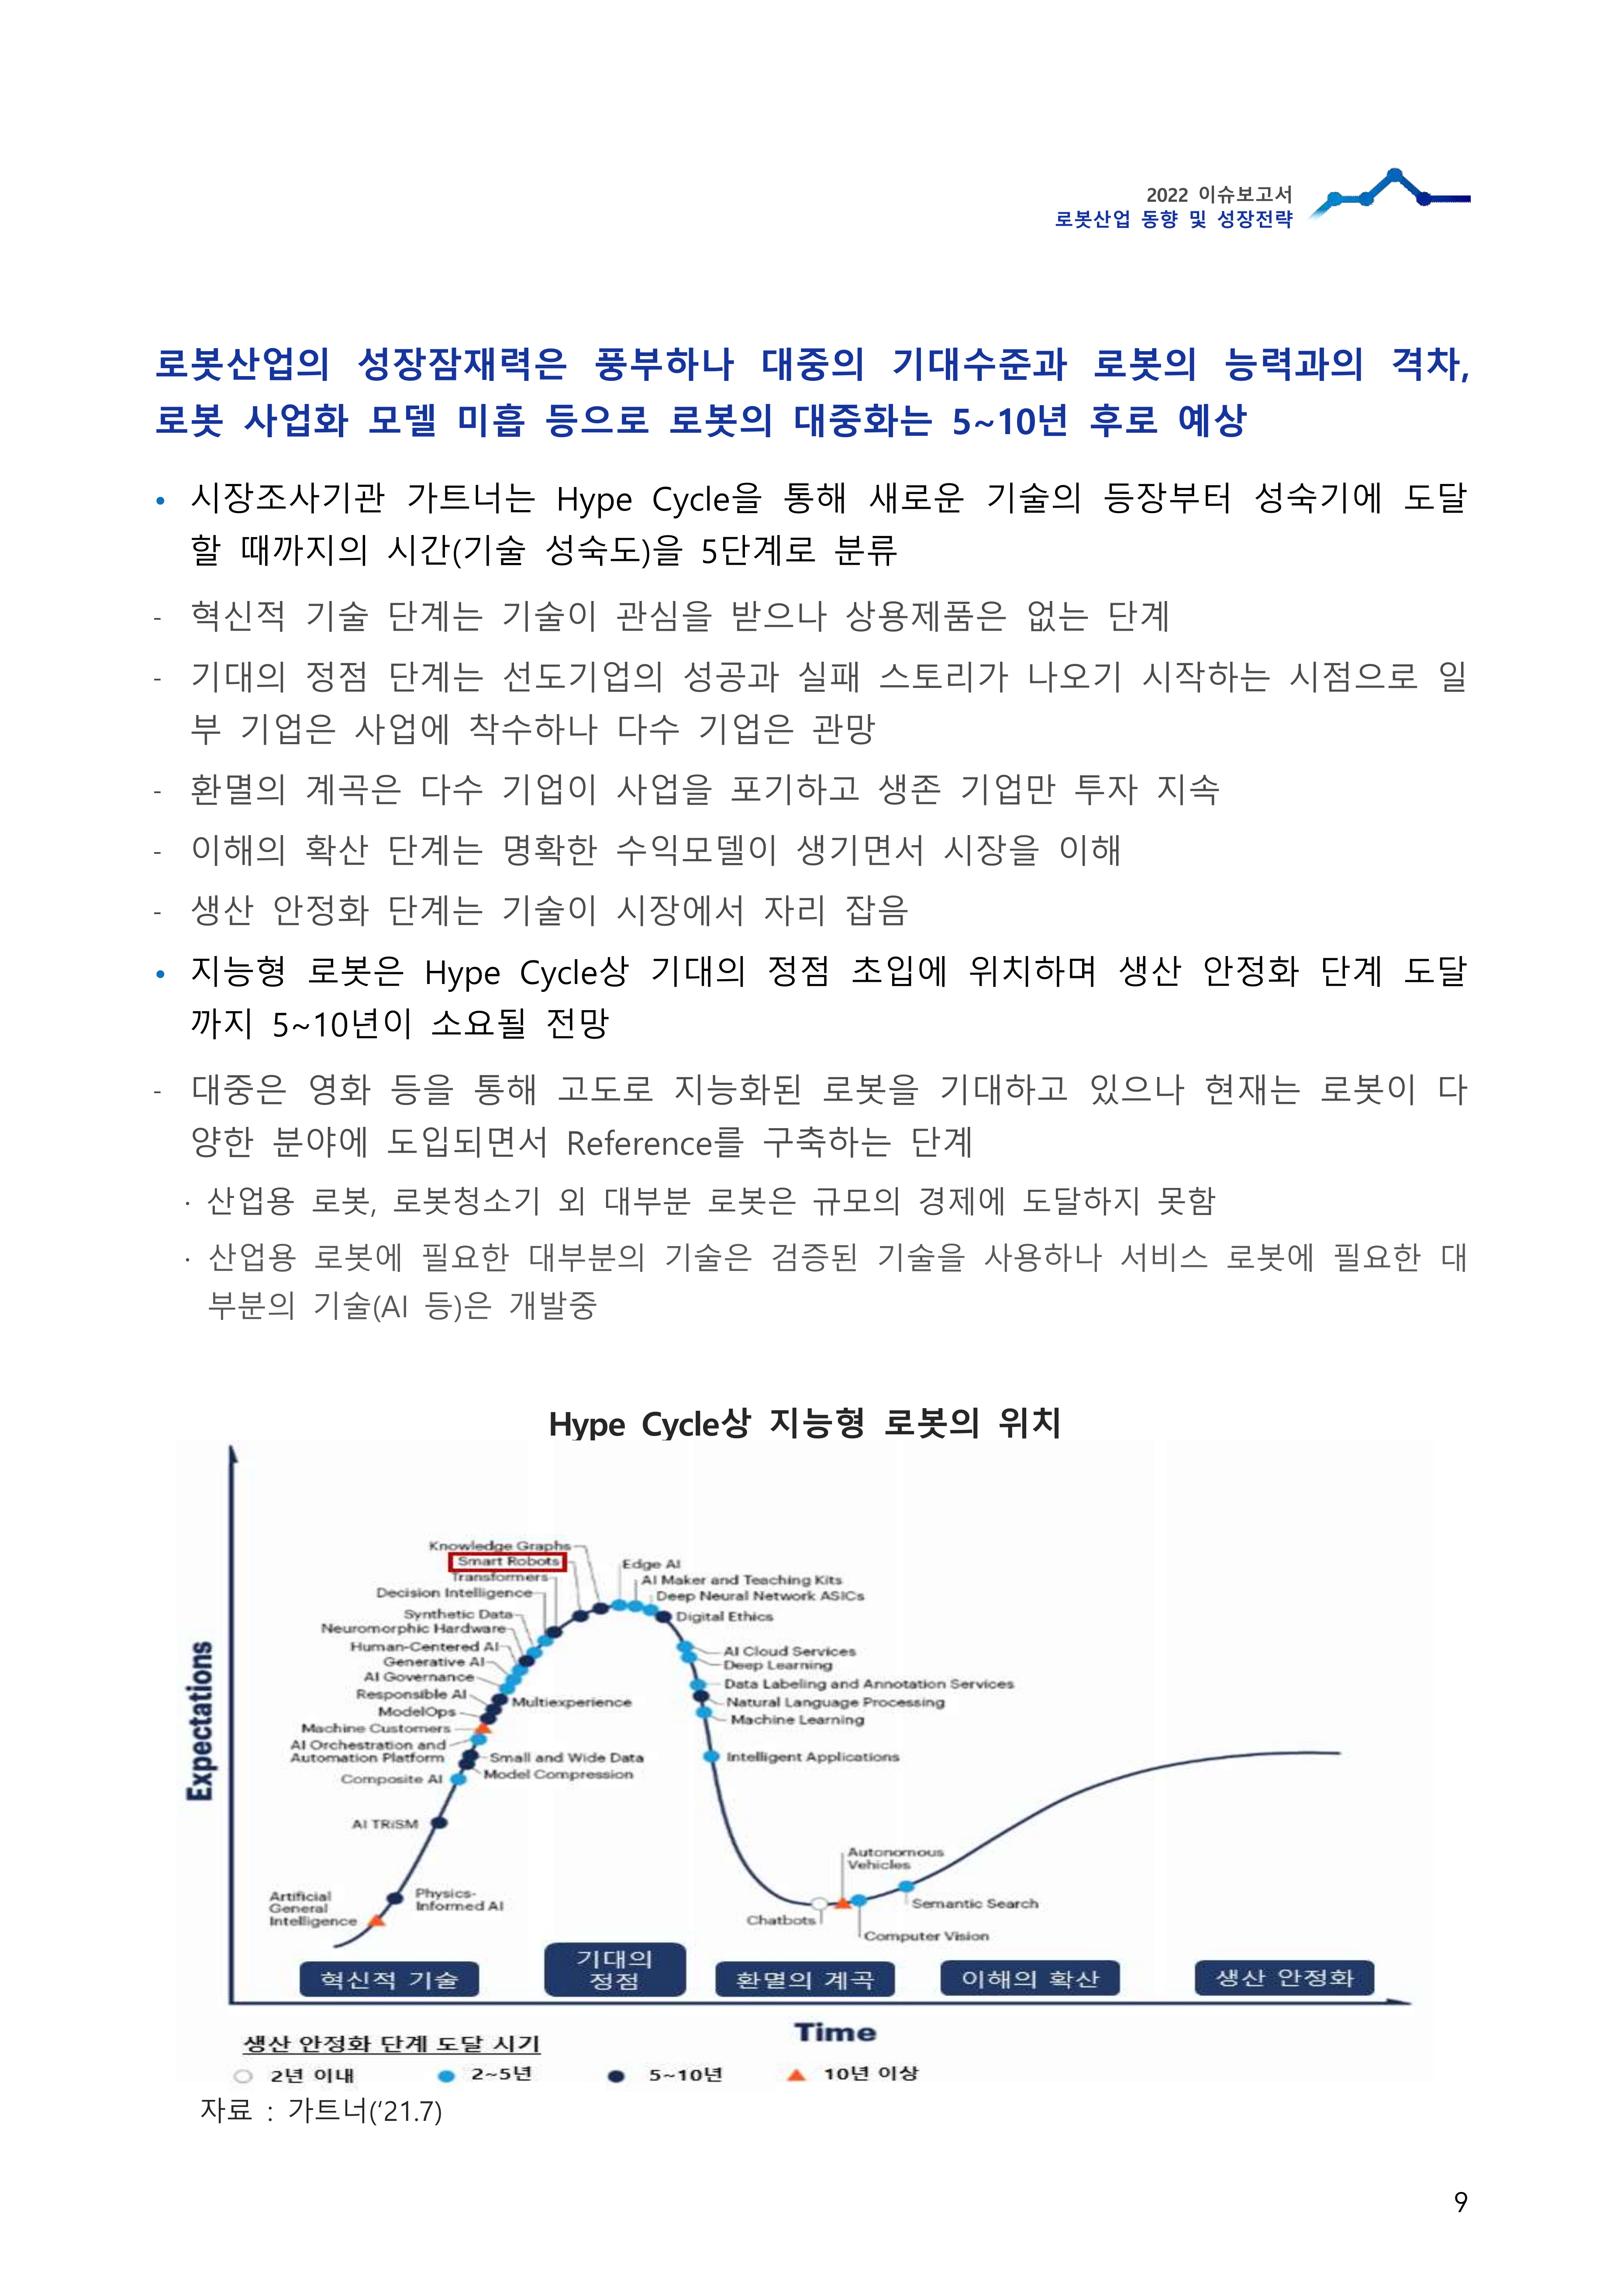 2022 이슈보고서
로봇산업 동향 및 성장전략
로봇산업의 성장잠재력은 풍부하나 대중의 기대수준과 로봇의 능력과의 격차,
로봇 사업화 모델 미흡 등으로 로봇의 대중화는 5~10년 후로 예상
• 시장조사기관 가트너는 Hype Cycle을 통해 새로운 기술의 등장부터 성숙기에 도달
할 때까지의 시간(기술 성숙도)을 5단계로 분류
- 혁신적 기술 단계는 기술이 관심을 받으나 상용제품은 없는 단계
- 기대의 정점 단계는 선도기업의 성공과 실패 스토리가 나오기 시작하는 시점으로 일
부 기업은 사업에 착수하나 다수 기업은 관망
- 환멸의 계곡은 다수 기업이 사업을 포기하고 생존 기업만 투자 지속
- 이해의 확산 단계는 명확한 수익모델이 생기면서 시장을 이해
- 생산 안정화 단계는 기술이 시장에서 자리 잡음
• 지능형 로봇은 Hype Cycle상 기대의 정점 초입에 위치하며 생산 안정화 단계 도달
까지 5~10년이 소요될 전망
- 대중은 영화 등을 통해 고도로 지능화된 로봇을 기대하고 있으나 현재는 로봇이 다
양한 분야에 도입되면서 Reference를 구축하는 단계
· 산업용 로봇, 로봇청소기 외 대부분 로봇은 규모의 경제에 도달하지 못함
· 산업용 로봇에 필요한 대부분의 기술은 검증된 기술을 사용하나 서비스 로봇에 필요한 대
부분의 기술(AI 등)은 개발중
Hype Cycle상 지능형 로봇의 위치
Expectations
Knowledge Graphs
Smart Robots
Transformers
Decision Intelligence
Synthetic Data
Neuromorphic Hardware
Human-Centered AI
Generative AI
AI Governance
Responsible AI
Multiexperience
ModelOps
Machine Customers
AI Orchestration and
Automation Platform
Small and Wide Data
Model Compression
Composite AI
AI TRiSM
Physics-
Informed AI
Artificial
General
Intelligence
Edge AI
AI Maker and Teaching Kits
Deep Neural Network ASICs
Digital Ethics
AI Cloud Services
Deep Learning
Data Labeling and Annotation Services
Natural Language Processing
Machine Learning
Intelligent Applications
Autonomous
Vehicles
Chatbots
Semantic Search
Computer Vision
혁신적 기술
기대의
정점
환멸의 계곡
이해의 확산
생산 안정화
Time
생산 안정화 단계 도달 시기
2년 이내
2~5년
5~10년
10년 이상
자료 : 가트너('21.7)
9